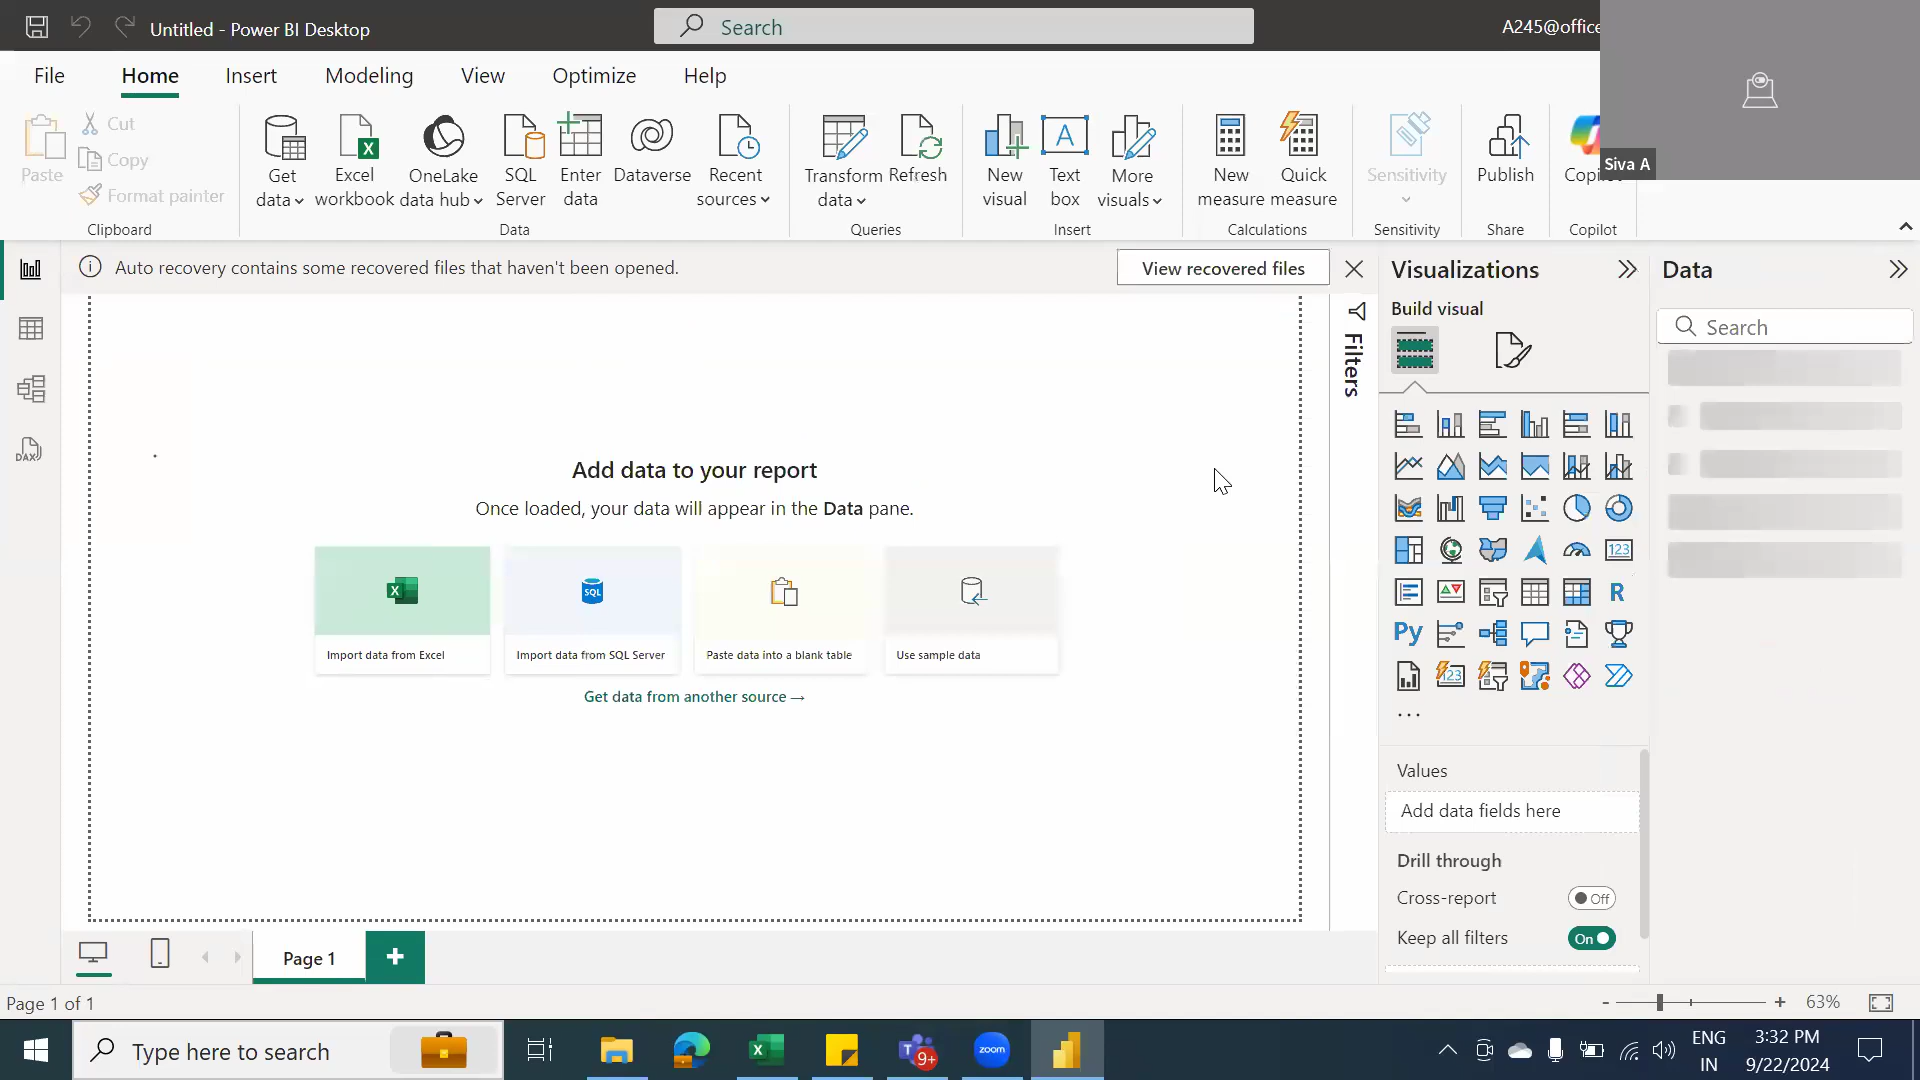 Untitled - Power BI Desktop
Search
A245@office
File Home Insert Modeling View Optimize Help
Paste
Cut
Copy
Format painter
Clipboard
Get data
Excel workbook
OneLake data hub
SQL Server
Enter data
Dataverse
Recent sources
Data
Transform data
Refresh
Queries
New visual
Text box
More visuals
Insert
New measure
Quick measure
Calculations
Sensitivity
Sensitivity
Publish
Share
Copilot
Siva A
Auto recovery contains some recovered files that haven't been opened.
View recovered files
Visualizations
Data
Build visual
Search
Filters
DAX
Add data to your report
Once loaded, your data will appear in the Data pane.
SQL
Import data from Excel
Import data from SQL Server
Paste data into a blank table
Use sample data
Get data from another source →
123
R
Py
123
...
Values
Add data fields here
Drill through
Cross-report
Off
Keep all filters
On
Page 1
+
Page 1 of 1
- + 63%
Type here to search
9+
zoom
ENG
IN
3:32 PM
9/22/2024